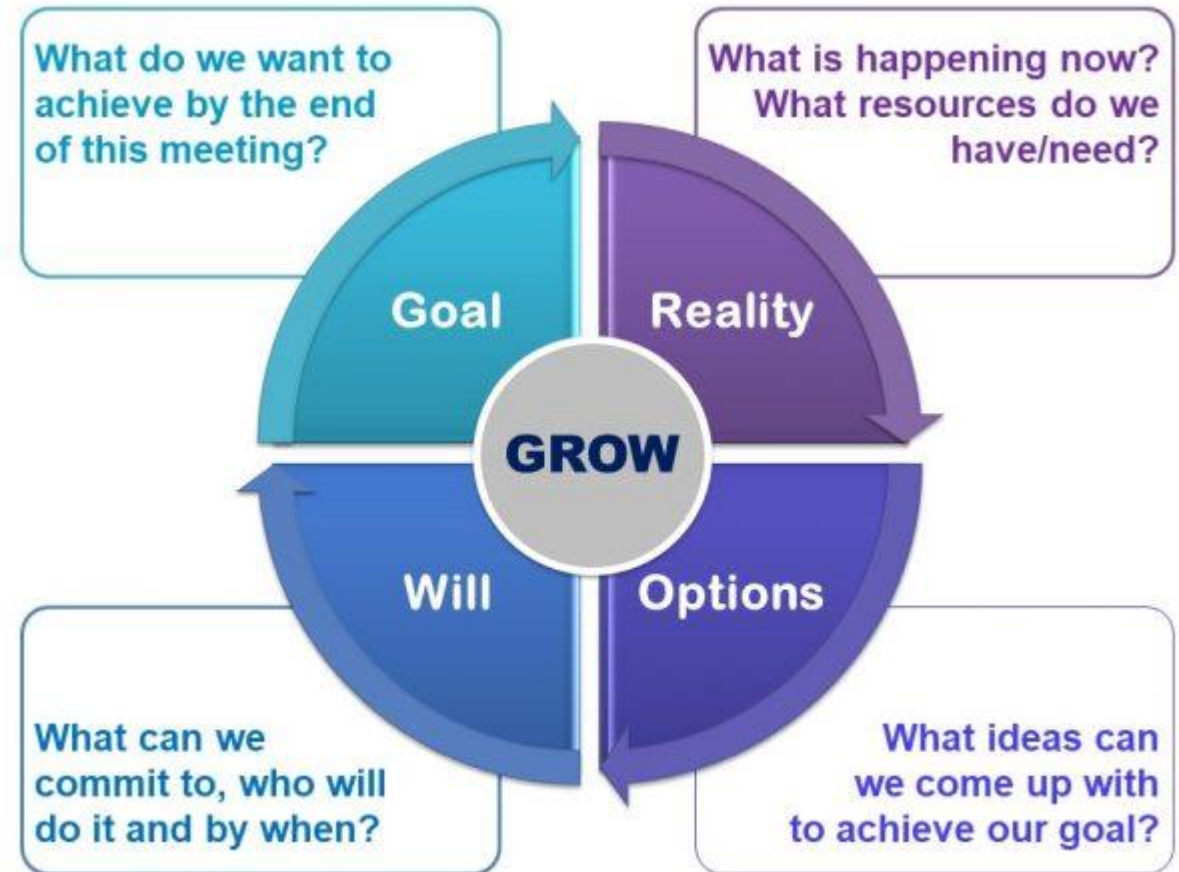 What do we want to
achieve by the end
of this meeting?
What is happening now?
What resources do we
have/need?
Goal
Reality
GROW
Will
Options
What can we
commit to, who will
do it and by when?
What ideas can
we come up with
to achieve our goal?